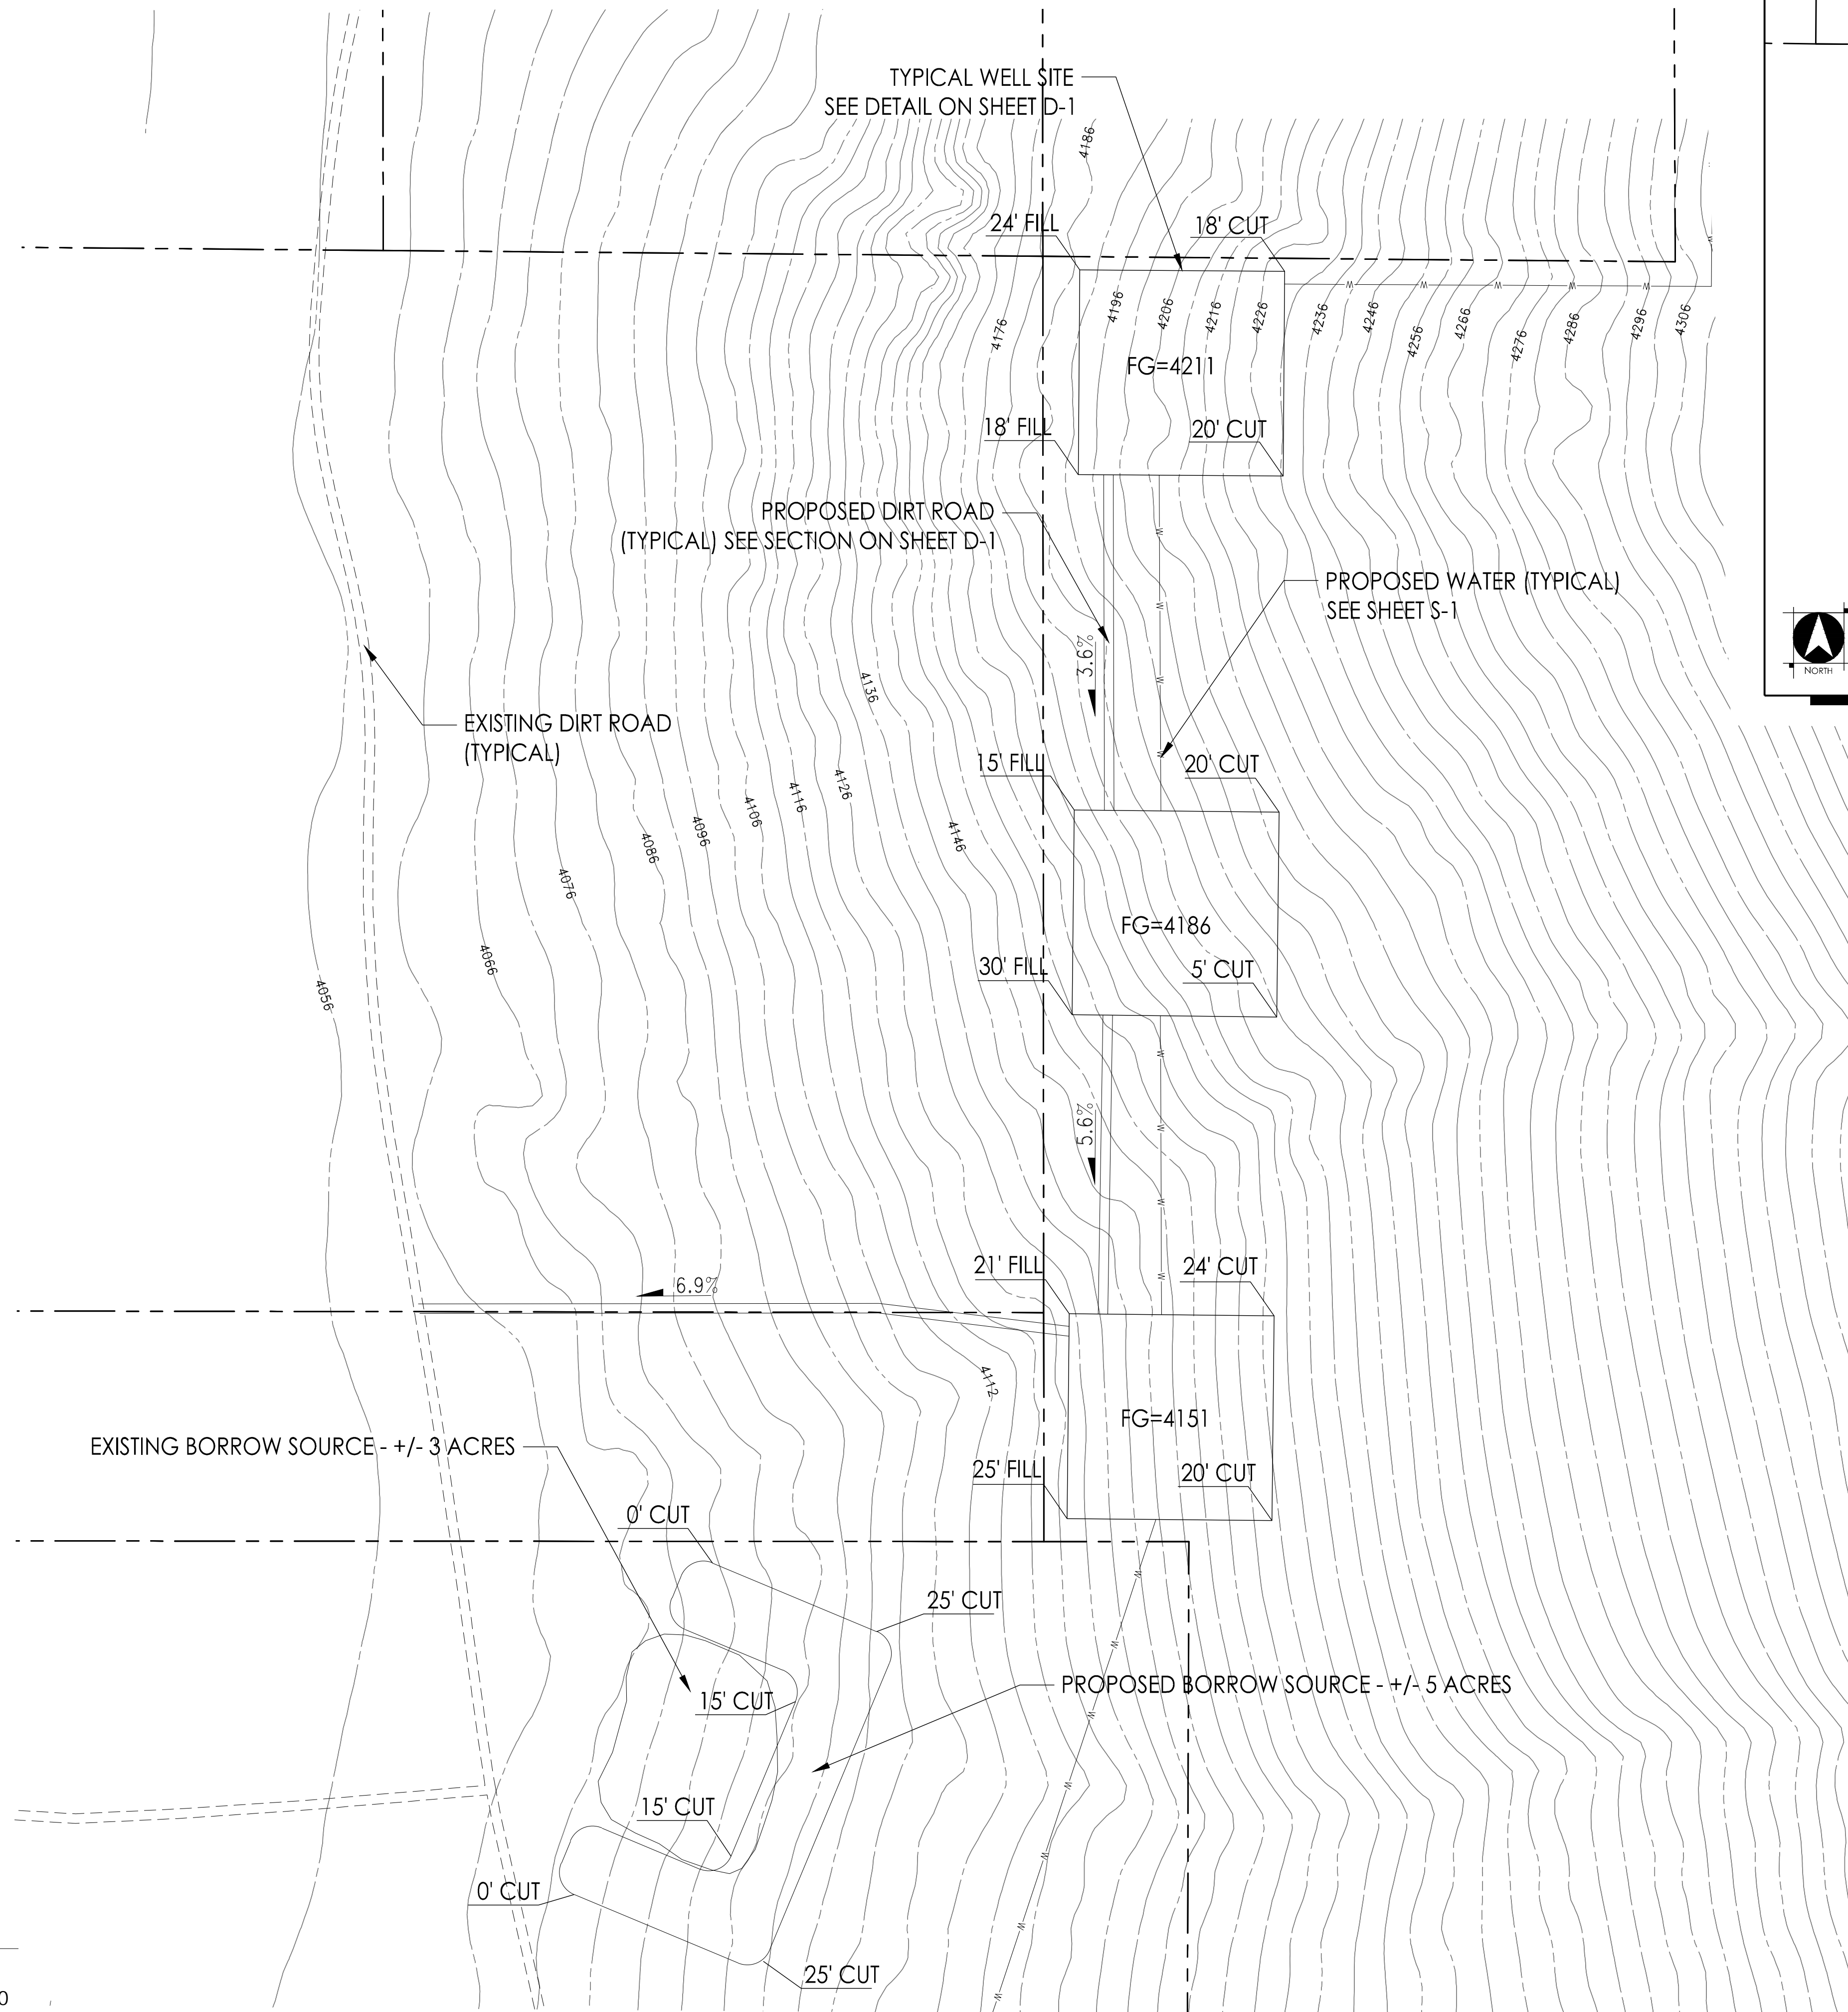 TYPICAL WELL SITE
SEE DETAIL ON SHEET D-1
4186
24' FILL
18' CUT
4176
4196
4206
4216
4226
4236
4246
4256
4266
4276
4286
4296
4306
W W W W W
W
FG=4211
18' FILL
20' CUT
PROPOSED DIRT ROAD
(TYPICAL) SEE SECTION ON SHEET D-1
PROPOSED WATER (TYPICAL)
SEE SHEET S-1
NORTH
3.6%
W
W
W
W
4136
EXISTING DIRT ROAD
(TYPICAL)
15' FILL
20' CUT
4126
4116
4106
4096
4086
4076
4066
4056
4146
FG=4186
30' FILL
5' CUT
5.6%
W
W
W
W
21' FILL
24' CUT
6.9%
4112
FG=4151
EXISTING BORROW SOURCE - +/- 3 ACRES
25' FILL
20' CUT
0' CUT
25' CUT
PROPOSED BORROW SOURCE - +/- 5 ACRES
15' CUT
15' CUT
0' CUT
25' CUT
W
W
W
W
W
W
W
0